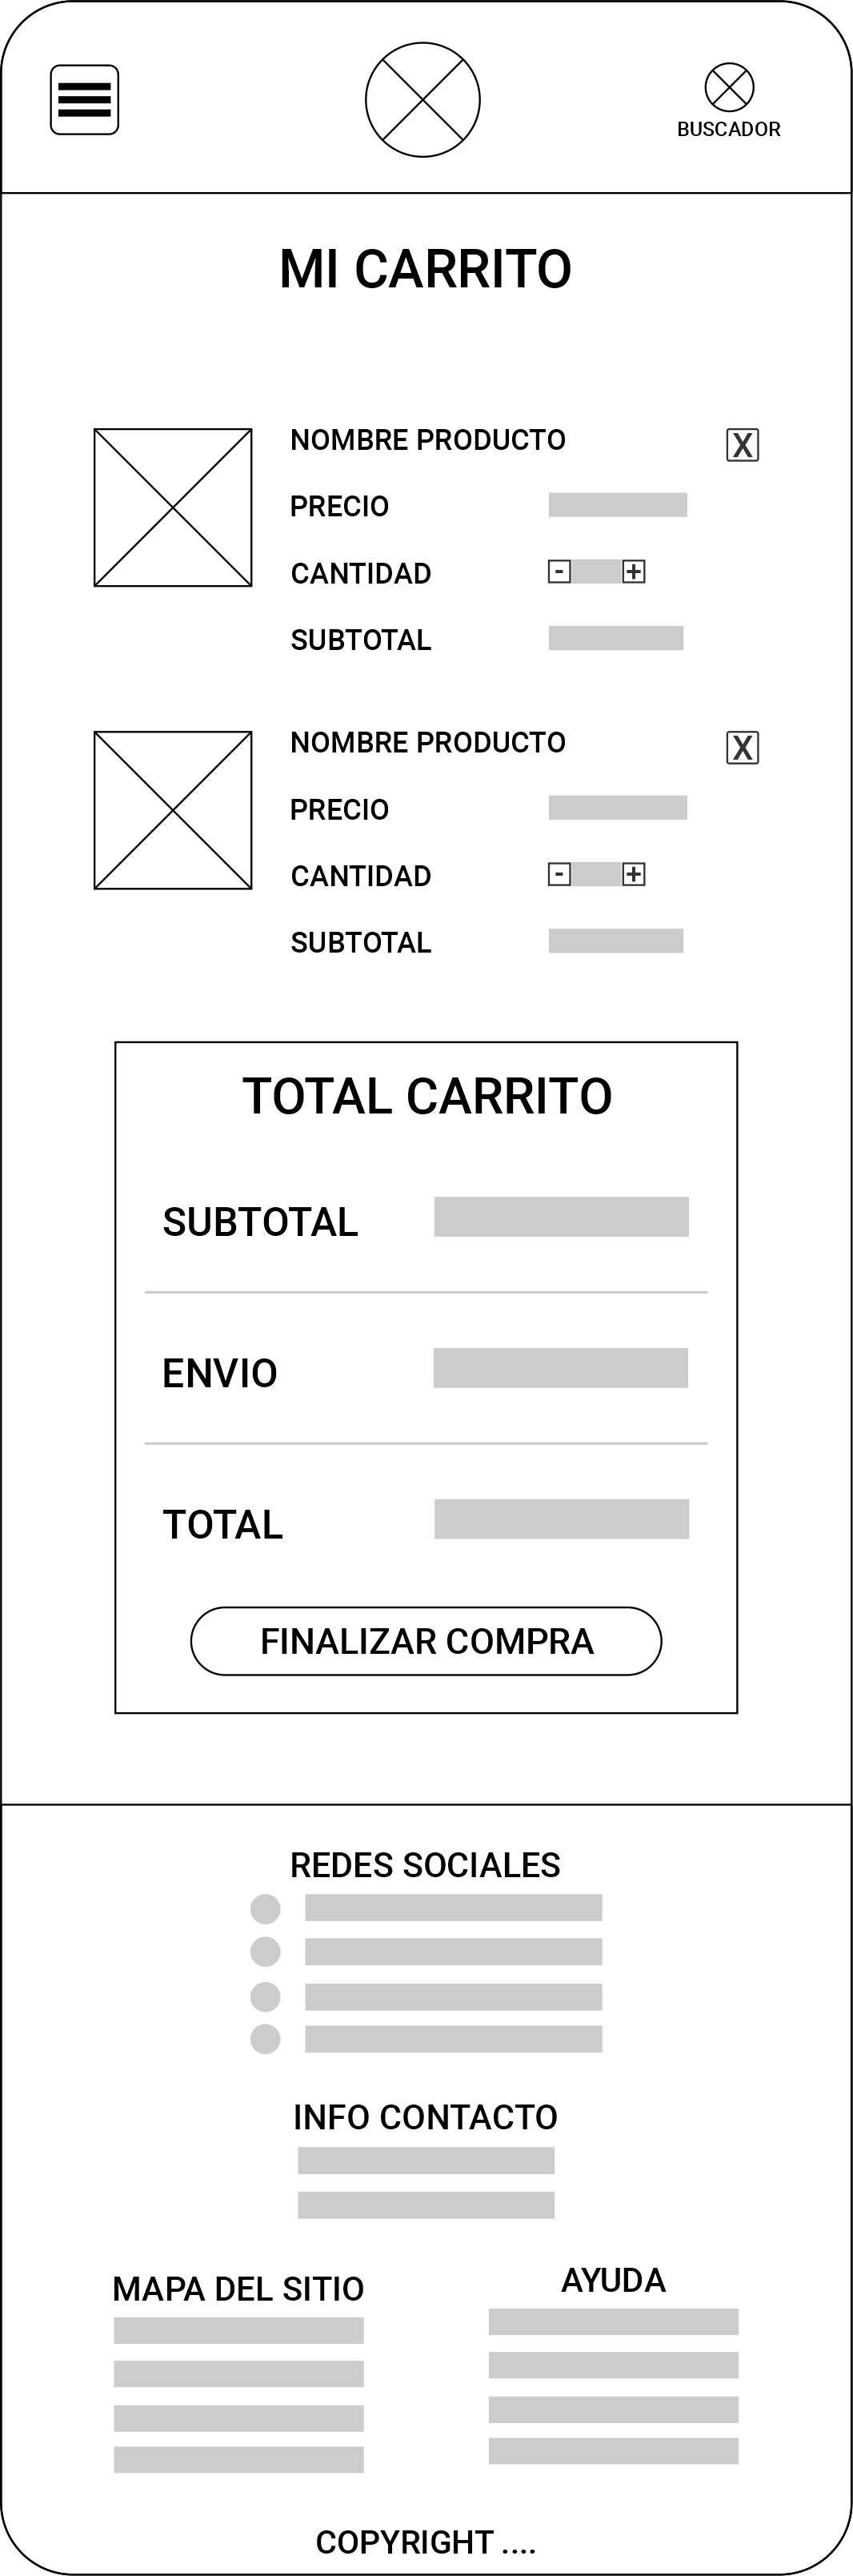 BUSCADOR
MI CARRITO
NOMBRE PRODUCTO
X
PRECIO
CANTIDAD
- +
SUBTOTAL
NOMBRE PRODUCTO
X
PRECIO
CANTIDAD
- +
SUBTOTAL
TOTAL CARRITO
SUBTOTAL
ENVIO
TOTAL
FINALIZAR COMPRA
REDES SOCIALES
INFO CONTACTO
MAPA DEL SITIO
AYUDA
COPYRIGHT ....